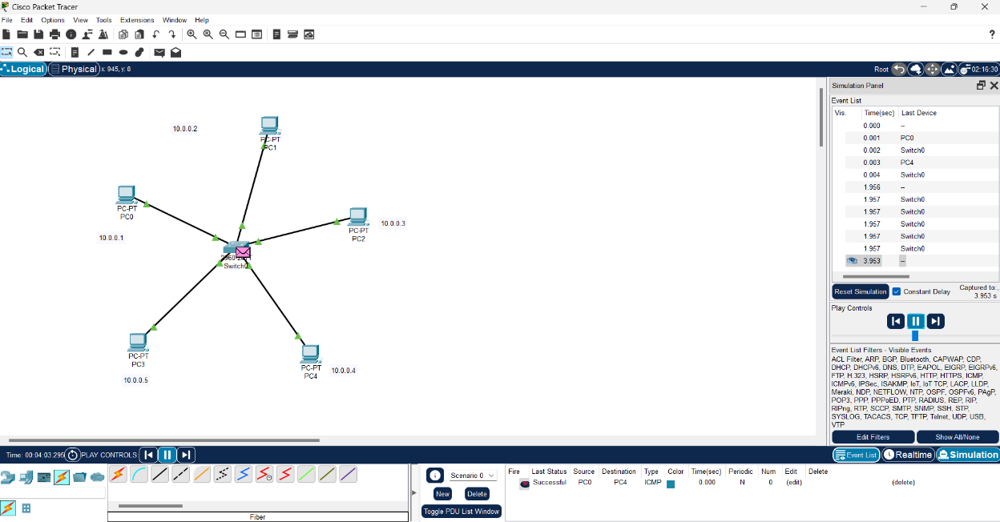 Cisco Packet Tracer
File Edit Options View Tools Extensions Window Help
?
Logical Physical x: 945, y: 8 Root 02:16:30
10.0.0.2
PC-PT
PC1
PC-PT
PC0
10.0.0.1
PC-PT
PC2
10.0.0.3
Switch0
PC-PT
PC3
10.0.0.5
PC-PT
PC4
10.0.0.4
Simulation Panel
Event List
Vis. Time(sec) Last Device
0.000 --
0.001 PC0
0.002 Switch0
0.003 PC4
0.004 Switch0
1.956 --
1.957 Switch0
1.957 Switch0
1.957 Switch0
1.957 Switch0
1.957 Switch0
3.953 --
Reset Simulation Constant Delay Captured to:,
3.953 s
Play Controls
Event List Filters - Visible Events
ACL Filter, ARP, BGP, Bluetooth, CAPWAP, CDP,
DHCP, DHCPv6, DNS, DTP, EAPOL, EIGRP, EIGRPv6,
FTP, H.323, HSRP, HSRPv6, HTTP, HTTPS, ICMP,
ICMPv6, IPSec, ISAKMP, IoT, IoT TCP, LACP, LLDP,
Meraki, NDP, NETFLOW, NTP, OSPF, OSPFv6, PAgP,
POP3, PPP, PPPoED, PTP, RADIUS, REP, RIP,
RIPng, RTP, SCCP, SMTP, SNMP, SSH, STP,
SYSLOG, TACACS, TCP, TFTP, Telnet, UDP, USB,
VTP
Edit Filters Show All/None
Time: 00:04:03.295 PLAY CONTROLS: Event List Realtime Simulation
Fiber
Scenario 0
New Delete
Toggle PDU List Window
Fire Last Status Source Destination Type Color Time(sec) Periodic Num Edit Delete
Successful PC0 PC4 ICMP 0.000 N 0 (edit) (delete)